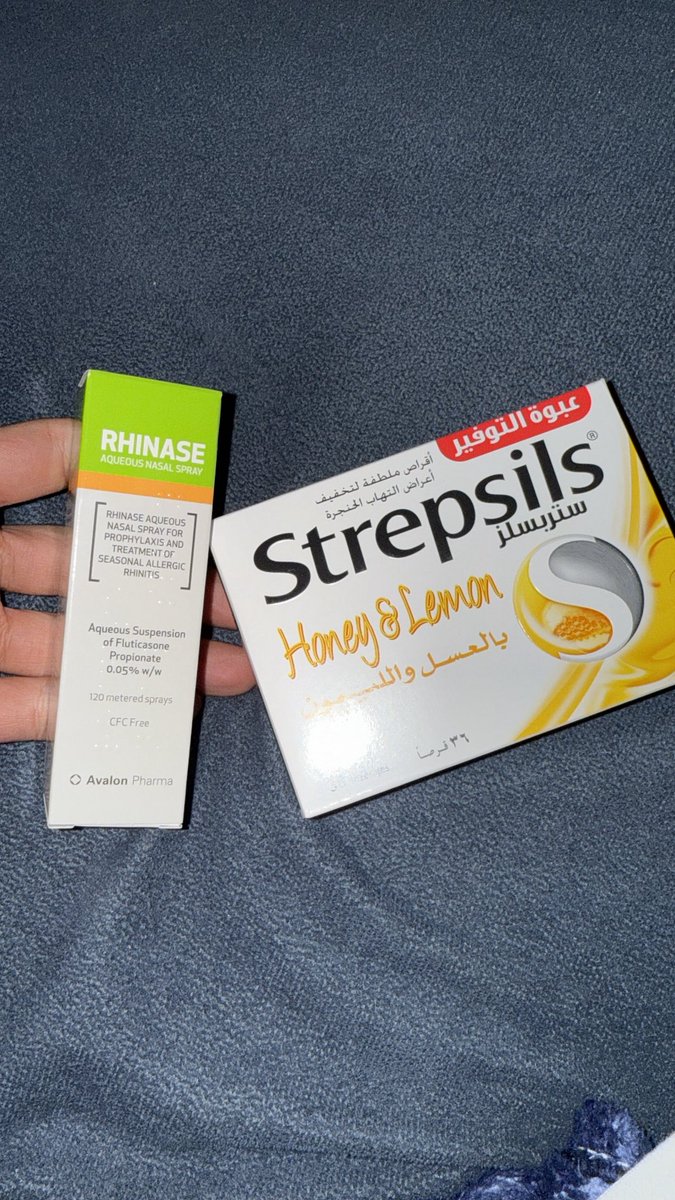 RHINASE
AQUEOUS NASAL SPRAY
RHINASE AQUEOUS
NASAL SPRAY FOR
PROPHYLAXIS AND
TREATMENT OF
SEASONAL ALLERGIC
RHINITIS
Aqueous Suspension
of Fluticasone
Propionate
0.05% w/w
120 metered sprays
CFC Free
Avalon Pharma
عبوة التوفير
أقراص ملطفة لتخفيف
أعراض التهاب الحنجرة
Strepsils®
ستربسلز
Honey & Lemon
بالعسل والليمون
٣٦ قرصاً